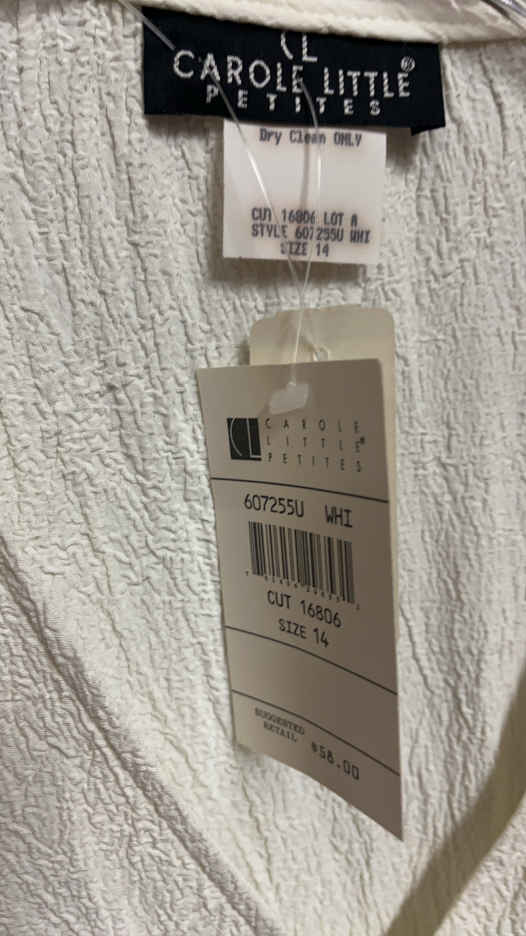 CL
CAROLE LITTLE®
PETITES
Dry Clean ONLY
CUT 16806 LOT A
STYLE 607255U WHI
SIZE 14
CL
CAROLE
LITTLE®
PETITES
607255U WHI
CUT 16806
SIZE 14
SUGGESTED
RETAIL $58.00